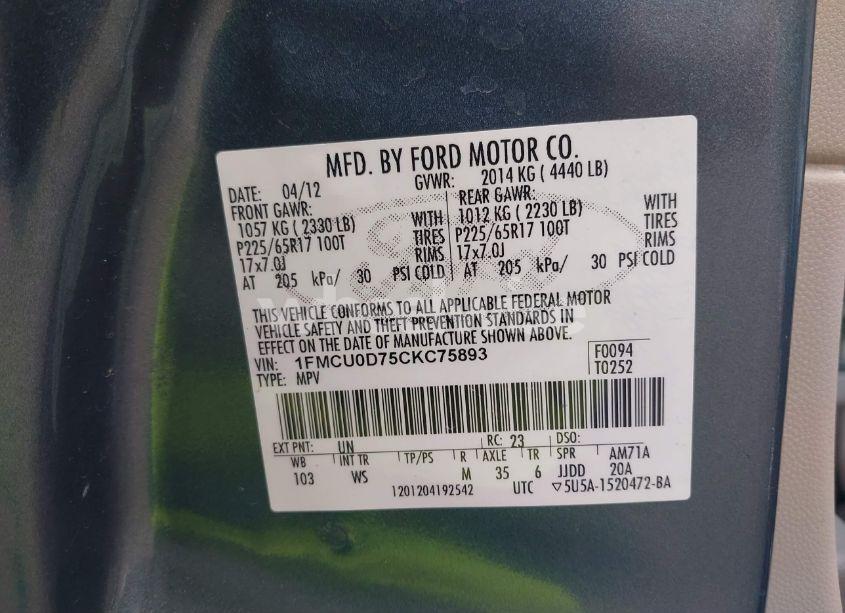 MFD. BY FORD MOTOR CO.
DATE: 04/12 GVWR: 2014 KG ( 4440 LB)
FRONT GAWR: REAR GAWR:
1057 KG ( 2330 LB) WITH 1012 KG ( 2230 LB) WITH
P225/65R17 100T TIRES P225/65R17 100T TIRES
17x7.0J RIMS 17x7.0J RIMS
AT 205 kPa/ 30 PSI COLD AT 205 kPa/ 30 PSI COLD
THIS VEHICLE CONFORMS TO ALL APPLICABLE FEDERAL MOTOR
VEHICLE SAFETY AND THEFT PREVENTION STANDARDS IN
EFFECT ON THE DATE OF MANUFACTURE SHOWN ABOVE.
VIN: 1FMCU0D75CKC75893 F0094
TYPE: MPV T0252
EXT PNT: UN RC: 23 DSO:
WB INT TR TP/PS R AXLE TR SPR AM71A
103 WS M 35 6 JJDD 20A
1201204192542 UTC ▽5U5A-1520472-BA